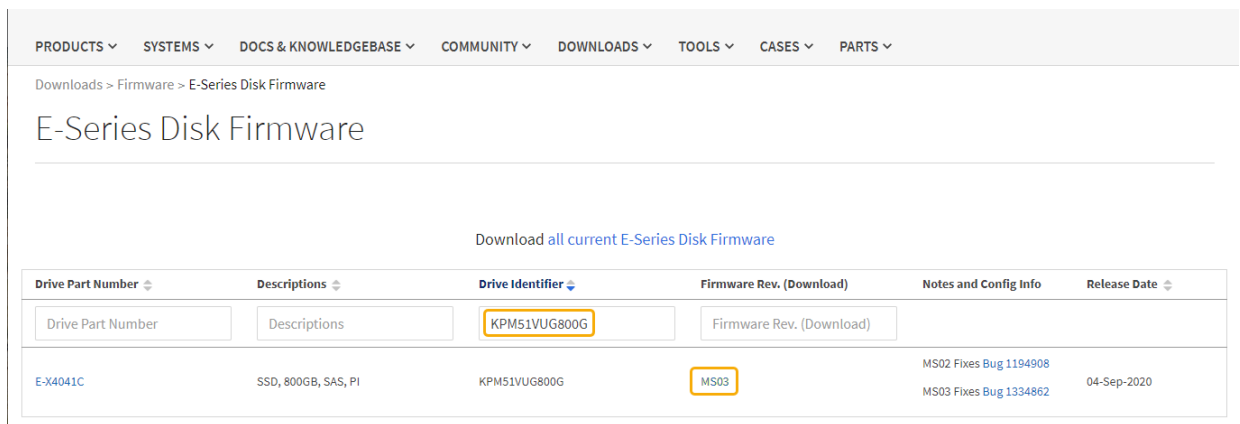 PRODUCTS SYSTEMS DOCS & KNOWLEDGEBASE COMMUNITY DOWNLOADS TOOLS CASES PARTS
Downloads > Firmware > E-Series Disk Firmware
E-Series Disk Firmware
Download all current E-Series Disk Firmware
Drive Part Number Descriptions Drive Identifier Firmware Rev. (Download) Notes and Config Info Release Date
Drive Part Number Descriptions KPM51VUG800G Firmware Rev. (Download)
MS02 Fixes Bug 1194908
E-X4041C SSD, 800GB, SAS, PI KPM51VUG800G MS03 04-Sep-2020
MS03 Fixes Bug 1334862